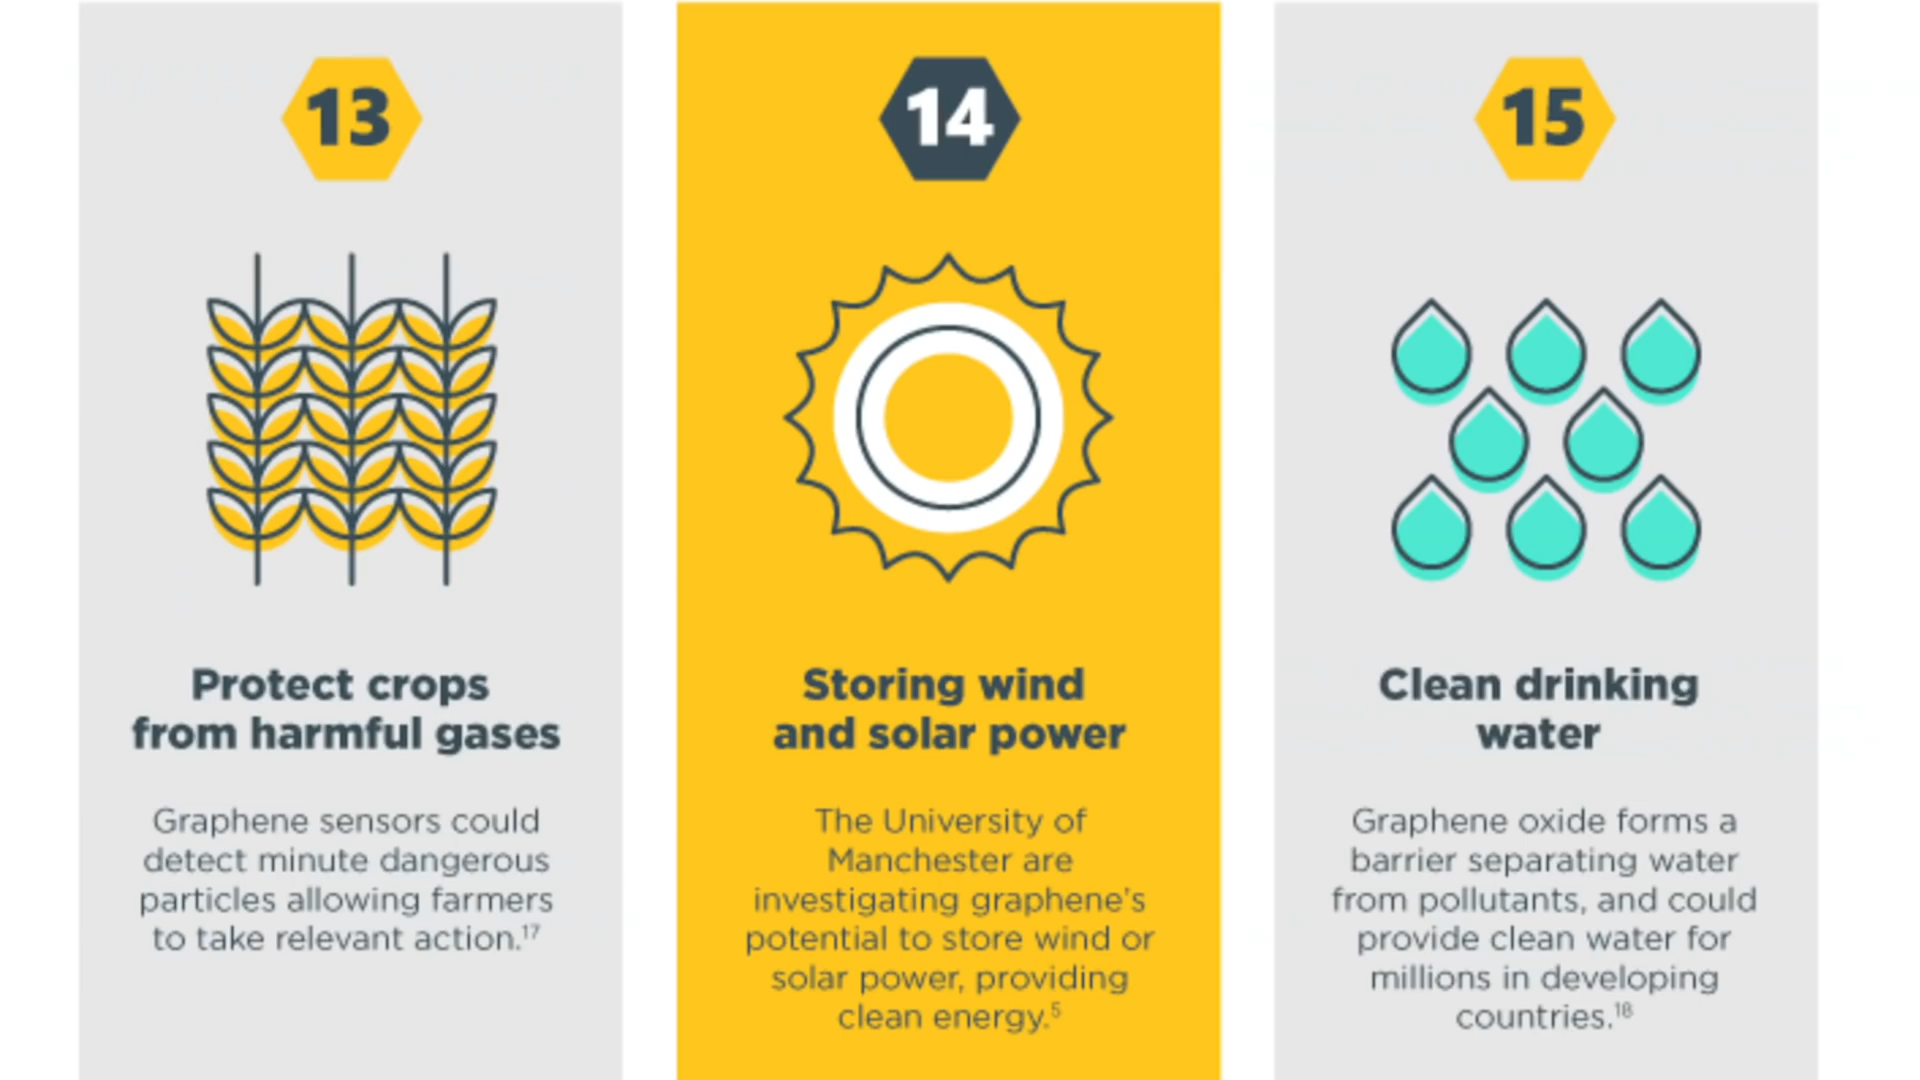 13
Protect crops
from harmful gases
Graphene sensors could
detect minute dangerous
particles allowing farmers
to take relevant action.17
14
Storing wind
and solar power
The University of
Manchester are
investigating graphene's
potential to store wind or
solar power, providing
clean energy.5
15
Clean drinking
water
Graphene oxide forms a
barrier separating water
from pollutants, and could
provide clean water for
millions in developing
countries.18